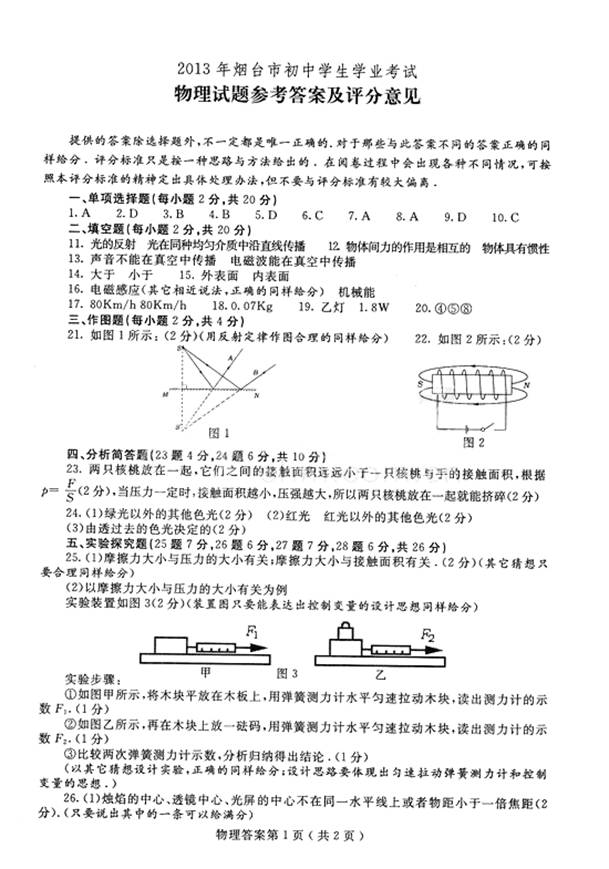 2013年烟台市初中学生学业考试
物理试题参考答案及评分意见
提供的答案除选择题外,不一定都是唯一正确的.对于那些与此答案不同的答案正确的同
样给分.评分标准只是按一种思路与方法给出的.在阅卷过程中会出现各种不同情况,可按
照本评分标准的精神定出具体处理办法,但不要与评分标准有较大偏离.
一、单项选择题(每小题2分,共20分)
1.A 2.D 3.B 4.B 5.D 6.C 7.A 8.A 9.D 10.C
二、填空题(每小题2分,共20分)
11. 光的反射 光在同种均匀介质中沿直线传播 12. 物体间力的作用是相互的 物体具有惯性
13. 声音不能在真空中传播 电磁波能在真空中传播
14. 大于 小于 15. 外表面 内表面
16. 电磁感应(其它相近说法,正确的同样给分) 机械能
17. 80Km/h 80Km/h 18. 0.07Kg 19. 乙灯 1.8W 20. ④⑤⑧
三、作图题(每小题2分,共4分)
21. 如图1所示:(2分)(用反射定律作图合理的同样给分) 22. 如图2所示:(2分)
S A B
M N
S'
图1
S N
图2
四、分析简答题(23题4分,24题6分,共10分)
23. 两只核桃放在一起,它们之间的接触面积远远小于一只核桃与手的接触面积,根据
p=F/S(2分),当压力一定时,接触面积越小,压强越大,所以两只核桃放在一起就能挤碎(2分)
24. (1)绿光以外的其他色光(2分) (2)红光 红光以外的其他色光(2分)
(3)由透过去的色光决定的(2分)
五、实验探究题(25题7分,26题6分,27题7分,28题6分,共26分)
25. (1)摩擦力大小与压力的大小有关;摩擦力大小与接触面积有关.(2分)(其它猜想只
要合理同样给分)
(2)以摩擦力大小与压力的大小有关为例
实验装置如图3(2分)(装置图只要能表达出控制变量的设计思想同样给分)
F₁ F₂
甲 图3 乙
实验步骤:
①如图甲所示,将木块平放在木板上,用弹簧测力计水平匀速拉动木块,读出测力计的示
数F₁.(1分)
②如图乙所示,再在木块上放一砝码,用弹簧测力计水平匀速拉动木块,读出测力计的示
数F₂.(1分)
③比较两次弹簧测力计示数,分析归纳得出结论.(1分)
(以其它猜想设计实验,正确的同样给分;设计思路要体现出匀速拉动弹簧测力计和控制
变量的思想.)
26. (1)烛焰的中心、透镜中心、光屏的中心不在同一水平线上或者物距小于一倍焦距(2
分).(只要说出其中的一条可以给满分)
物理答案第1页(共2页)